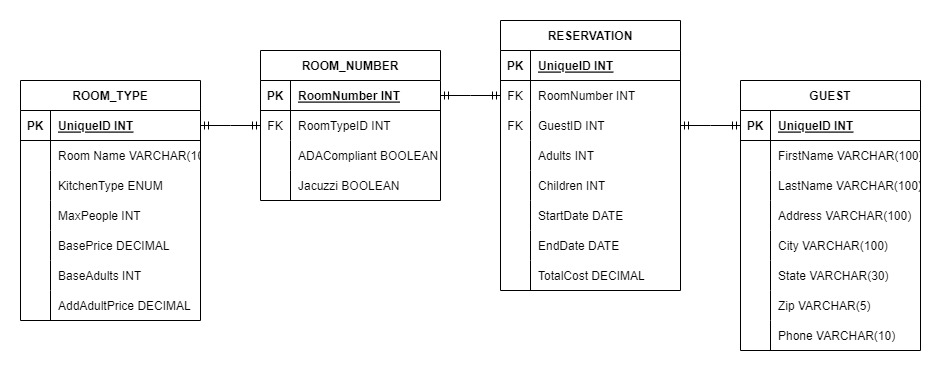 ROOM_TYPE
PK UniqueID INT
Room Name VARCHAR(10
KitchenType ENUM
MaxPeople INT
BasePrice DECIMAL
BaseAdults INT
AddAdultPrice DECIMAL
ROOM_NUMBER
PK RoomNumber INT
FK RoomTypeID INT
ADACompliant BOOLEAN
Jacuzzi BOOLEAN
RESERVATION
PK UniqueID INT
FK RoomNumber INT
FK GuestID INT
Adults INT
Children INT
StartDate DATE
EndDate DATE
TotalCost DECIMAL
GUEST
PK UniqueID INT
FirstName VARCHAR(100)
LastName VARCHAR(100)
Address VARCHAR(100)
City VARCHAR(100)
State VARCHAR(30)
Zip VARCHAR(5)
Phone VARCHAR(10)